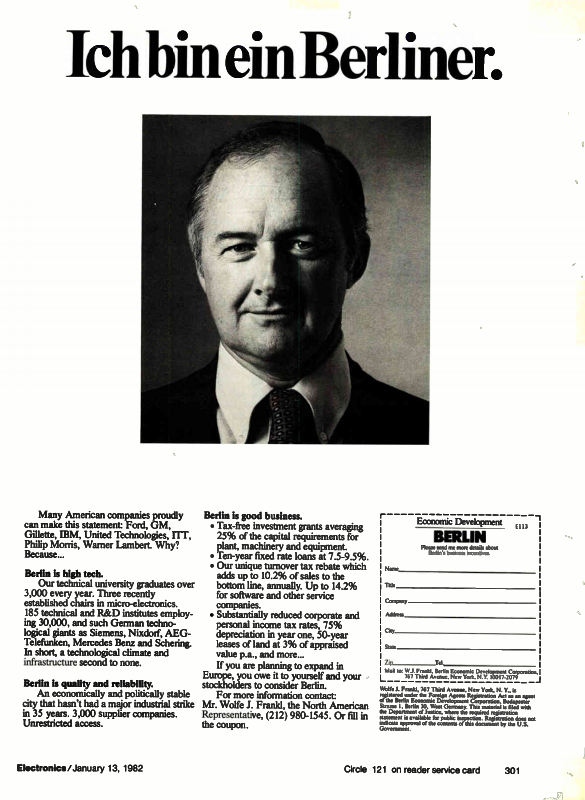 Ich bin ein Berliner.
Many American companies proudly
can make this statement: Ford, GM,
Gillette, IBM, United Technologies, ITT,
Philip Morris, Warner Lambert. Why?
Because...
Berlin is high tech.
Our technical university graduates over
3,000 every year. Three recently
established chairs in micro-electronics.
185 technical and R&D institutes employ-
ing 30,000, and such German techno-
logical giants as Siemens, Nixdorf, AEG-
Telefunken, Mercedes Benz and Schering.
In short, a technological climate and
infrastructure second to none.
Berlin is quality and reliability.
An economically and politically stable
city that hasn't had a major industrial strike
in 35 years. 3,000 supplier companies.
Unrestricted access.
Berlin is good business.
• Tax-free investment grants averaging
25% of the capital requirements for
plant, machinery and equipment.
• Ten-year fixed rate loans at 7.5-9.5%.
• Our unique turnover tax rebate which
adds up to 10.2% of sales to the
bottom line, annually. Up to 14.2%
for software and other service
companies.
• Substantially reduced corporate and
personal income tax rates, 75%
depreciation in year one, 50-year
leases of land at 3% of appraised
value p.a., and more...
If you are planning to expand in
Europe, you owe it to yourself and your
stockholders to consider Berlin.
For more information contact:
Mr. Wolfe J. Frankl, the North American
Representative, (212) 980-1545. Or fill in
the coupon.
Economic Development E113
BERLIN
Please send me more details about
Berlin's business incentives.
Name
Title
Company
Address
City
State
Zip Tel.
Mail to: W.J. Frankl, Berlin Economic Development Corporation,
767 Third Avenue, New York, N.Y. 10017-2079
Wolfe J. Frankl, 767 Third Avenue, New York, N. Y., is
registered under the Foreign Agents Registration Act as an agent
of the Berlin Economic Development Corporation, Budapester
Strasse 1, Berlin 30, West Germany. This material is filed with
the Department of Justice, where the required registration
statement is available for public inspection. Registration does not
indicate approval of the contents of this document by the U.S.
Government.
Electronics/January 13, 1982
Circle 121 on reader service card 301